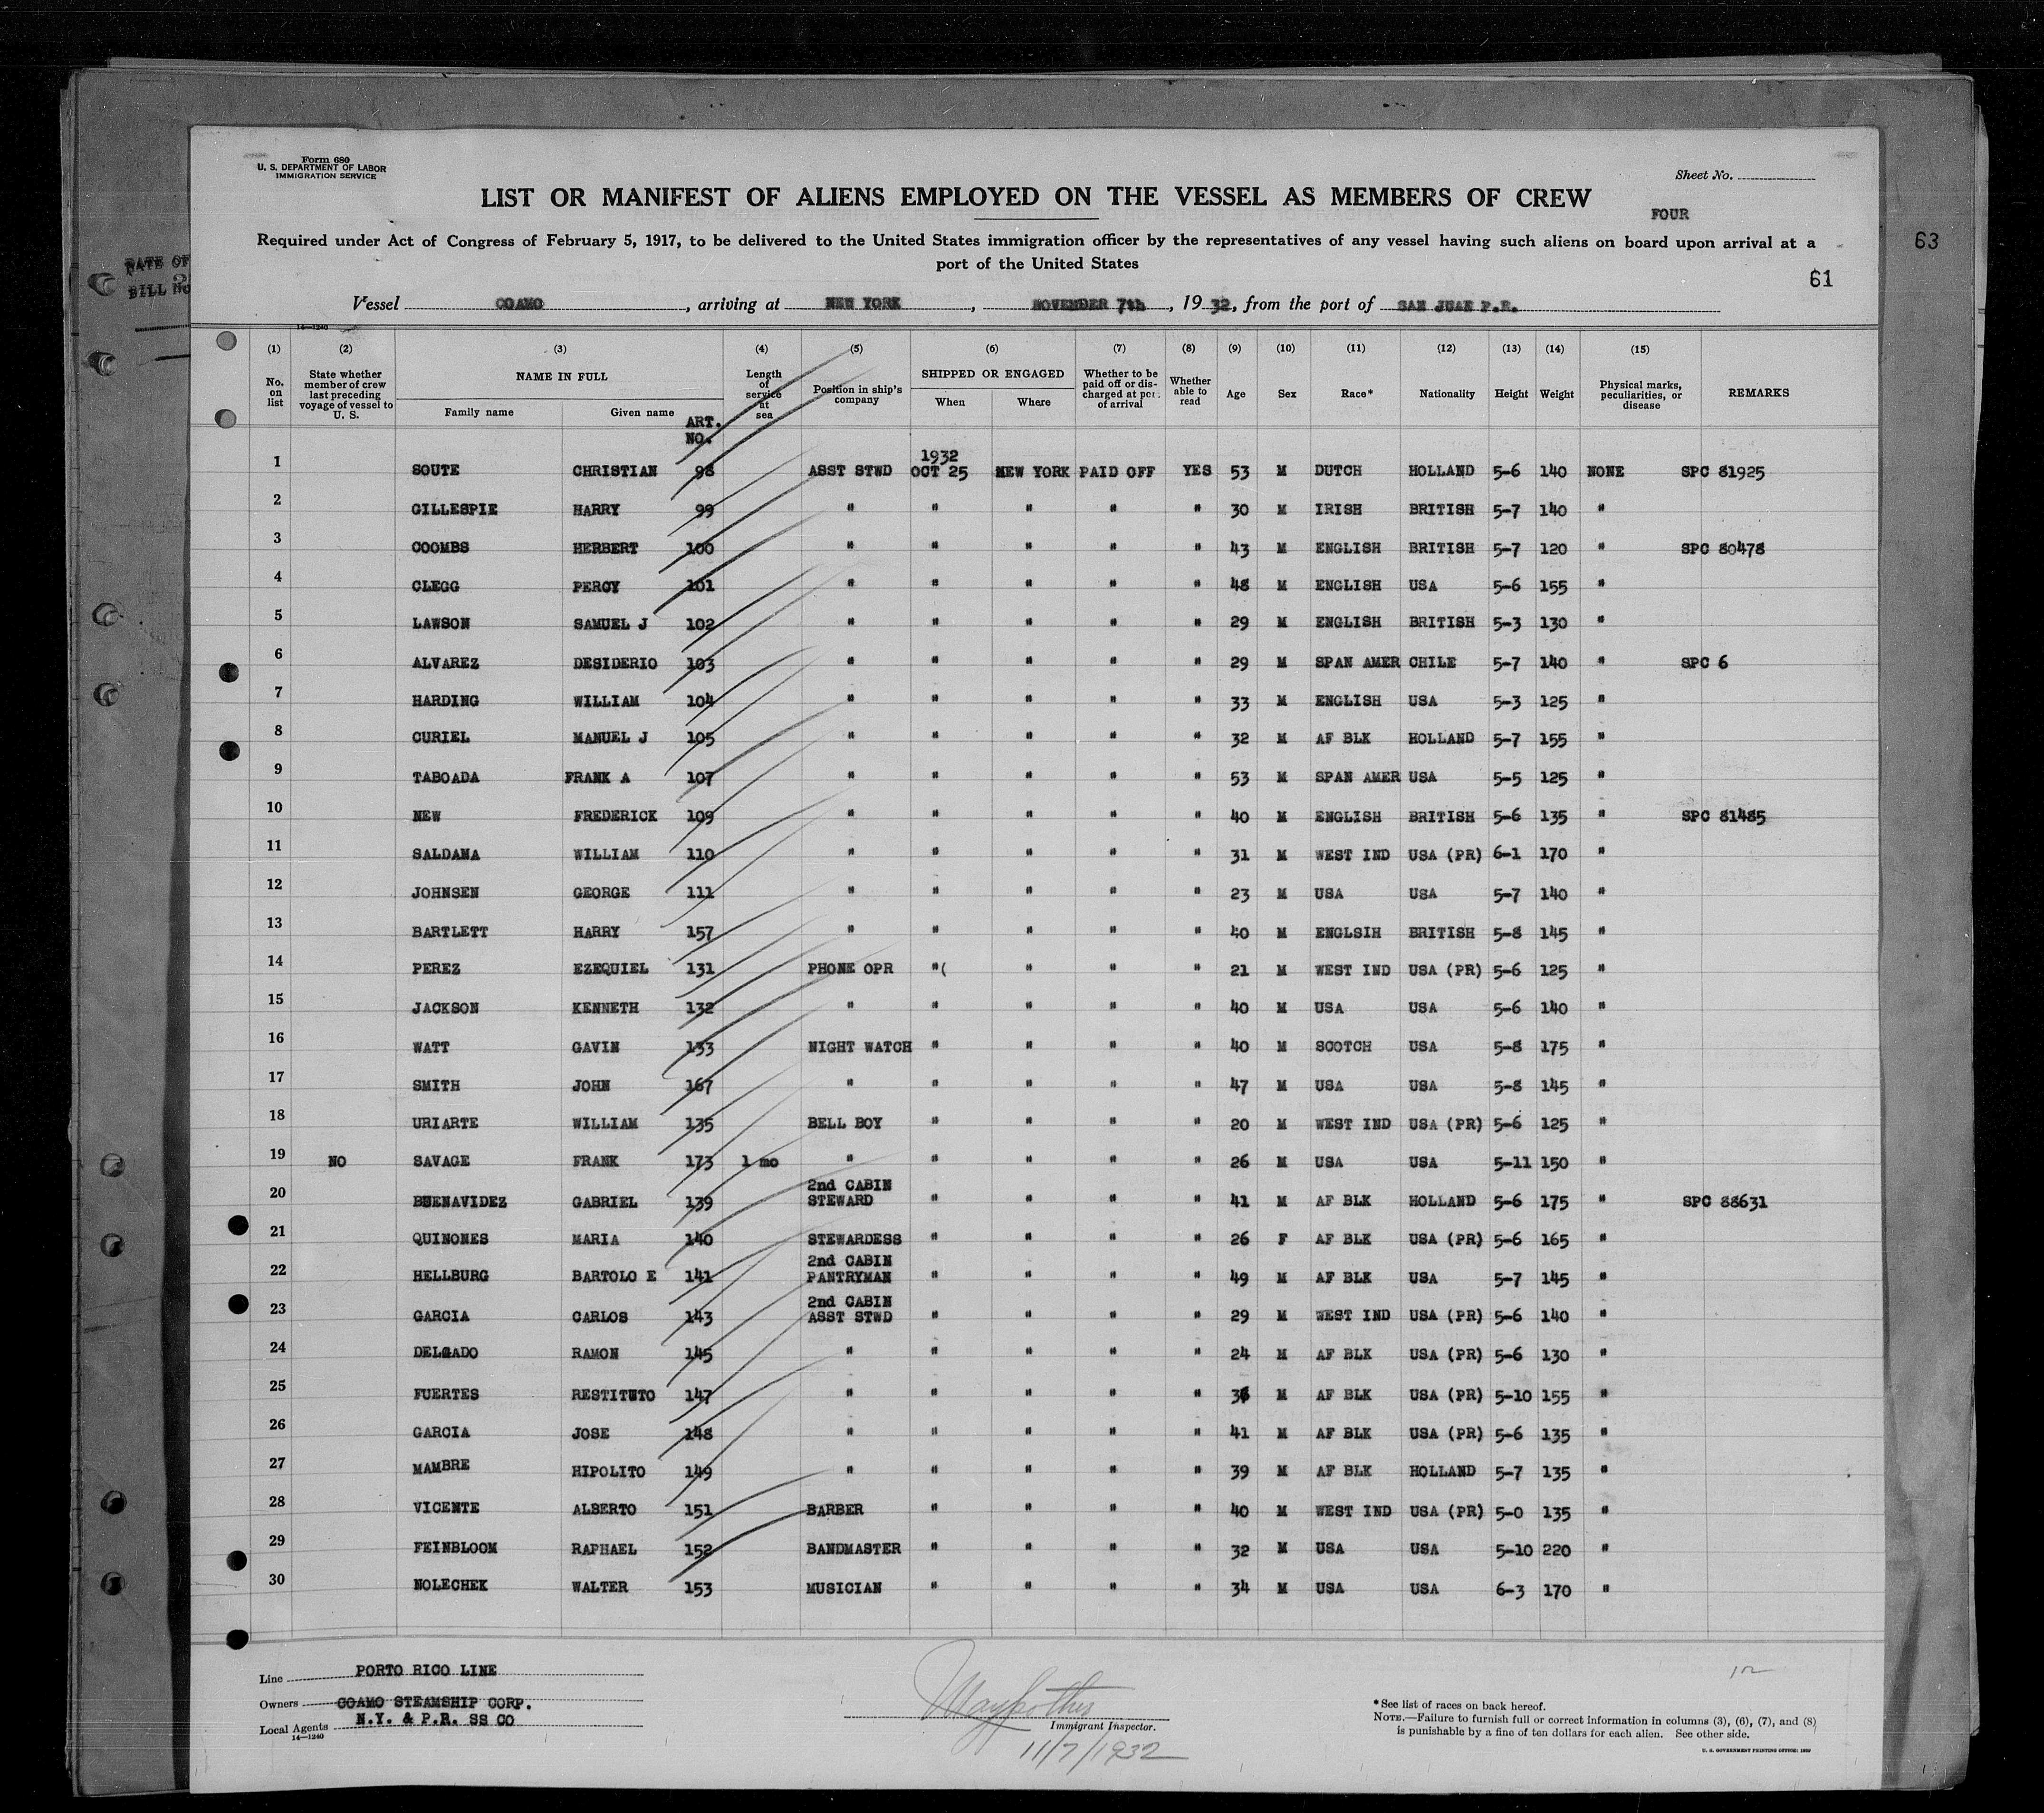 Form 680
U. S. DEPARTMENT OF LABOR
IMMIGRATION SERVICE
Sheet No.
LIST OR MANIFEST OF ALIENS EMPLOYED ON THE VESSEL AS MEMBERS OF CREW
FOUR
Required under Act of Congress of February 5, 1917, to be delivered to the United States immigration officer by the representatives of any vessel having such aliens on board upon arrival at a
port of the United States
63
61
DATE OF
BILL NO
Vessel COAMO, arriving at NEW YORK, NOVEMBER 7th, 1932, from the port of SAN JUAN P.R.
14—1240
(1) (2) (3) (4) (5) (6) (7) (8) (9) (10) (11) (12) (13) (14) (15)
No. on list State whether member of crew last preceding voyage of vessel to U. S. NAME IN FULL Family name Given name Length of service at sea Position in ship's company SHIPPED OR ENGAGED When Where Whether to be paid off or discharged at port of arrival Whether able to read Age Sex Race* Nationality Height Weight Physical marks, peculiarities, or disease REMARKS
ART. NO.
1932
1 SOUTE CHRISTIAN 98 ASST STWD OCT 25 NEW YORK PAID OFF YES 53 M DUTCH HOLLAND 5-6 140 NONE SPC 81925
2 GILLESPIE HARRY 99 " " " " " 30 M IRISH BRITISH 5-7 140 "
3 COOMBS HERBERT 100 " " " " " 43 M ENGLISH BRITISH 5-7 120 " SPC 80478
4 CLEGG PERCY 101 " " " " " 48 M ENGLISH USA 5-6 155 "
5 LAWSON SAMUEL J 102 " " " " " 29 M ENGLISH BRITISH 5-3 130 "
6 ALVAREZ DESIDERIO 103 " " " " " 29 M SPAN AMER CHILE 5-7 140 " SPC 6
7 HARDING WILLIAM 104 " " " " " 33 M ENGLISH USA 5-3 125 "
8 CURIEL MANUEL J 105 " " " " " 32 M AF BLK HOLLAND 5-7 155 "
9 TABOADA FRANK A 107 " " " " " 53 M SPAN AMER USA 5-5 125 "
10 NEW FREDERICK 109 " " " " " 40 M ENGLISH BRITISH 5-6 135 " SPC 81485
11 SALDANA WILLIAM 110 " " " " " 31 M WEST IND USA (PR) 6-1 170 "
12 JOHNSEN GEORGE 111 " " " " " 23 M USA USA 5-7 140 "
13 BARTLETT HARRY 157 " " " " " 40 M ENGLSIH BRITISH 5-8 145 "
14 PEREZ EZEQUIEL 131 PHONE OPR "( " " " 21 M WEST IND USA (PR) 5-6 125 "
15 JACKSON KENNETH 132 " " " " " 40 M USA USA 5-6 140 "
16 WATT GAVIN 133 NIGHT WATCH " " " " 40 M SCOTCH USA 5-8 175 "
17 SMITH JOHN 167 " " " " " 47 M USA USA 5-8 145 "
18 URIARTE WILLIAM 135 BELL BOY " " " " 20 M WEST IND USA (PR) 5-6 125 "
19 NO SAVAGE FRANK 173 1 mo " " " " " 26 M USA USA 5-11 150 "
20 BUENAVIDEZ GABRIEL 139 2nd CABIN STEWARD " " " " 41 M AF BLK HOLLAND 5-6 175 " SPC 88631
21 QUINONES MARIA 140 STEWARDESS " " " " 26 F AF BLK USA (PR) 5-6 165 "
22 HELLBURG BARTOLO E 141 2nd CABIN PANTRYMAN " " " " 49 M AF BLK USA 5-7 145 "
23 GARCIA CARLOS 143 2nd CABIN ASST STWD " " " " 29 M WEST IND USA (PR) 5-6 140 "
24 DELGADO RAMON 145 " " " " " 24 M AF BLK USA (PR) 5-6 130 "
25 FUERTES RESTITUTO 147 " " " " " M AF BLK USA (PR) 5-10 155 "
26 GARCIA JOSE 148 " " " " " 41 M AF BLK USA (PR) 5-6 135 "
27 MAMBRE HIPOLITO 149 " " " " " 39 M AF BLK HOLLAND 5-7 135 "
28 VICENTE ALBERTO 151 BARBER " " " " 40 M WEST IND USA (PR) 5-0 135 "
29 FEINBLOOM RAPHAEL 152 BANDMASTER " " " " 32 M USA USA 5-10 220 "
30 NOLECHEK WALTER 153 MUSICIAN " " " " 34 M USA USA 6-3 170 "
Line PORTO RICO LINE
Owners COAMO STEAMSHIP CORP.
Local Agents N.Y. & P.R. SS CO
14—1240
Immigrant Inspector.
11/7/1932
*See list of races on back hereof.
NOTE.—Failure to furnish full or correct information in columns (3), (6), (7), and (8)
is punishable by a fine of ten dollars for each alien. See other side.
U. S. GOVERNMENT PRINTING OFFICE: 1930